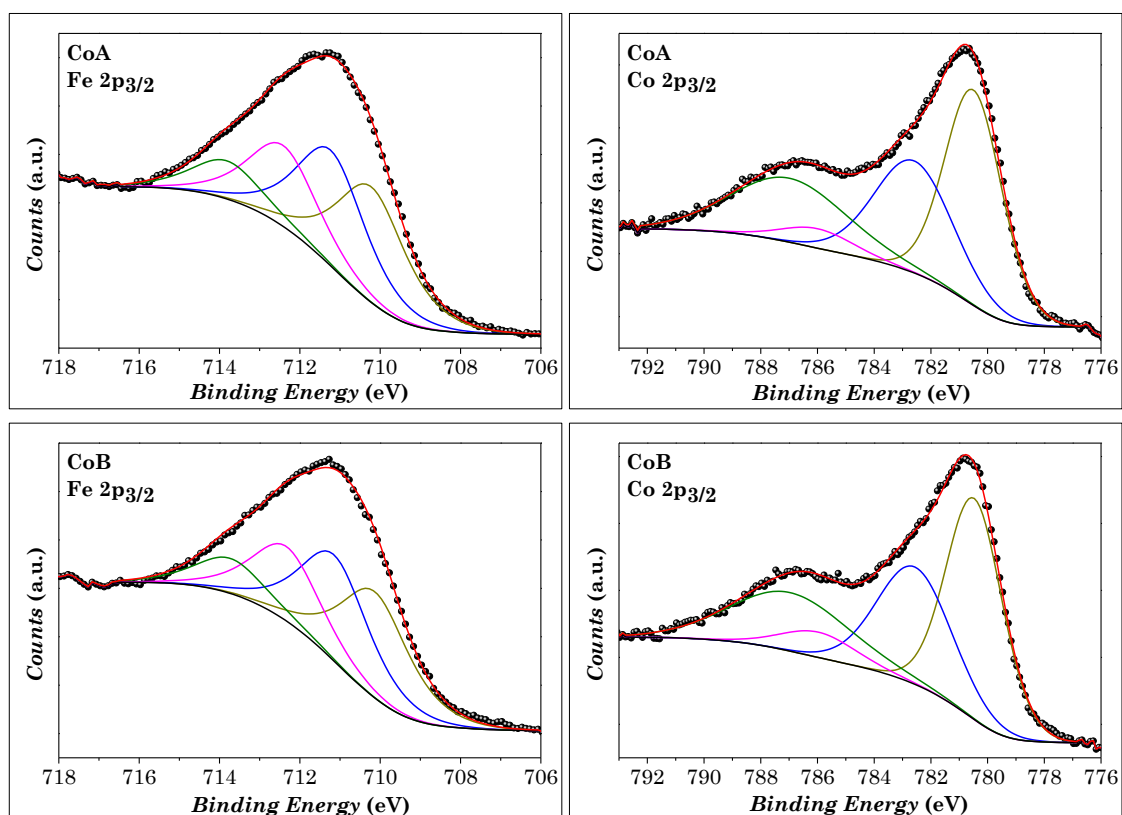 CoA
Fe 2p3/2
Counts (a.u.)
718 716 714 712 710 708 706
Binding Energy (eV)
CoA
Co 2p3/2
Counts (a.u.)
792 790 788 786 784 782 780 778 776
Binding Energy (eV)
CoB
Fe 2p3/2
Counts (a.u.)
718 716 714 712 710 708 706
Binding Energy (eV)
CoB
Co 2p3/2
Counts (a.u.)
792 790 788 786 784 782 780 778 776
Binding Energy (eV)